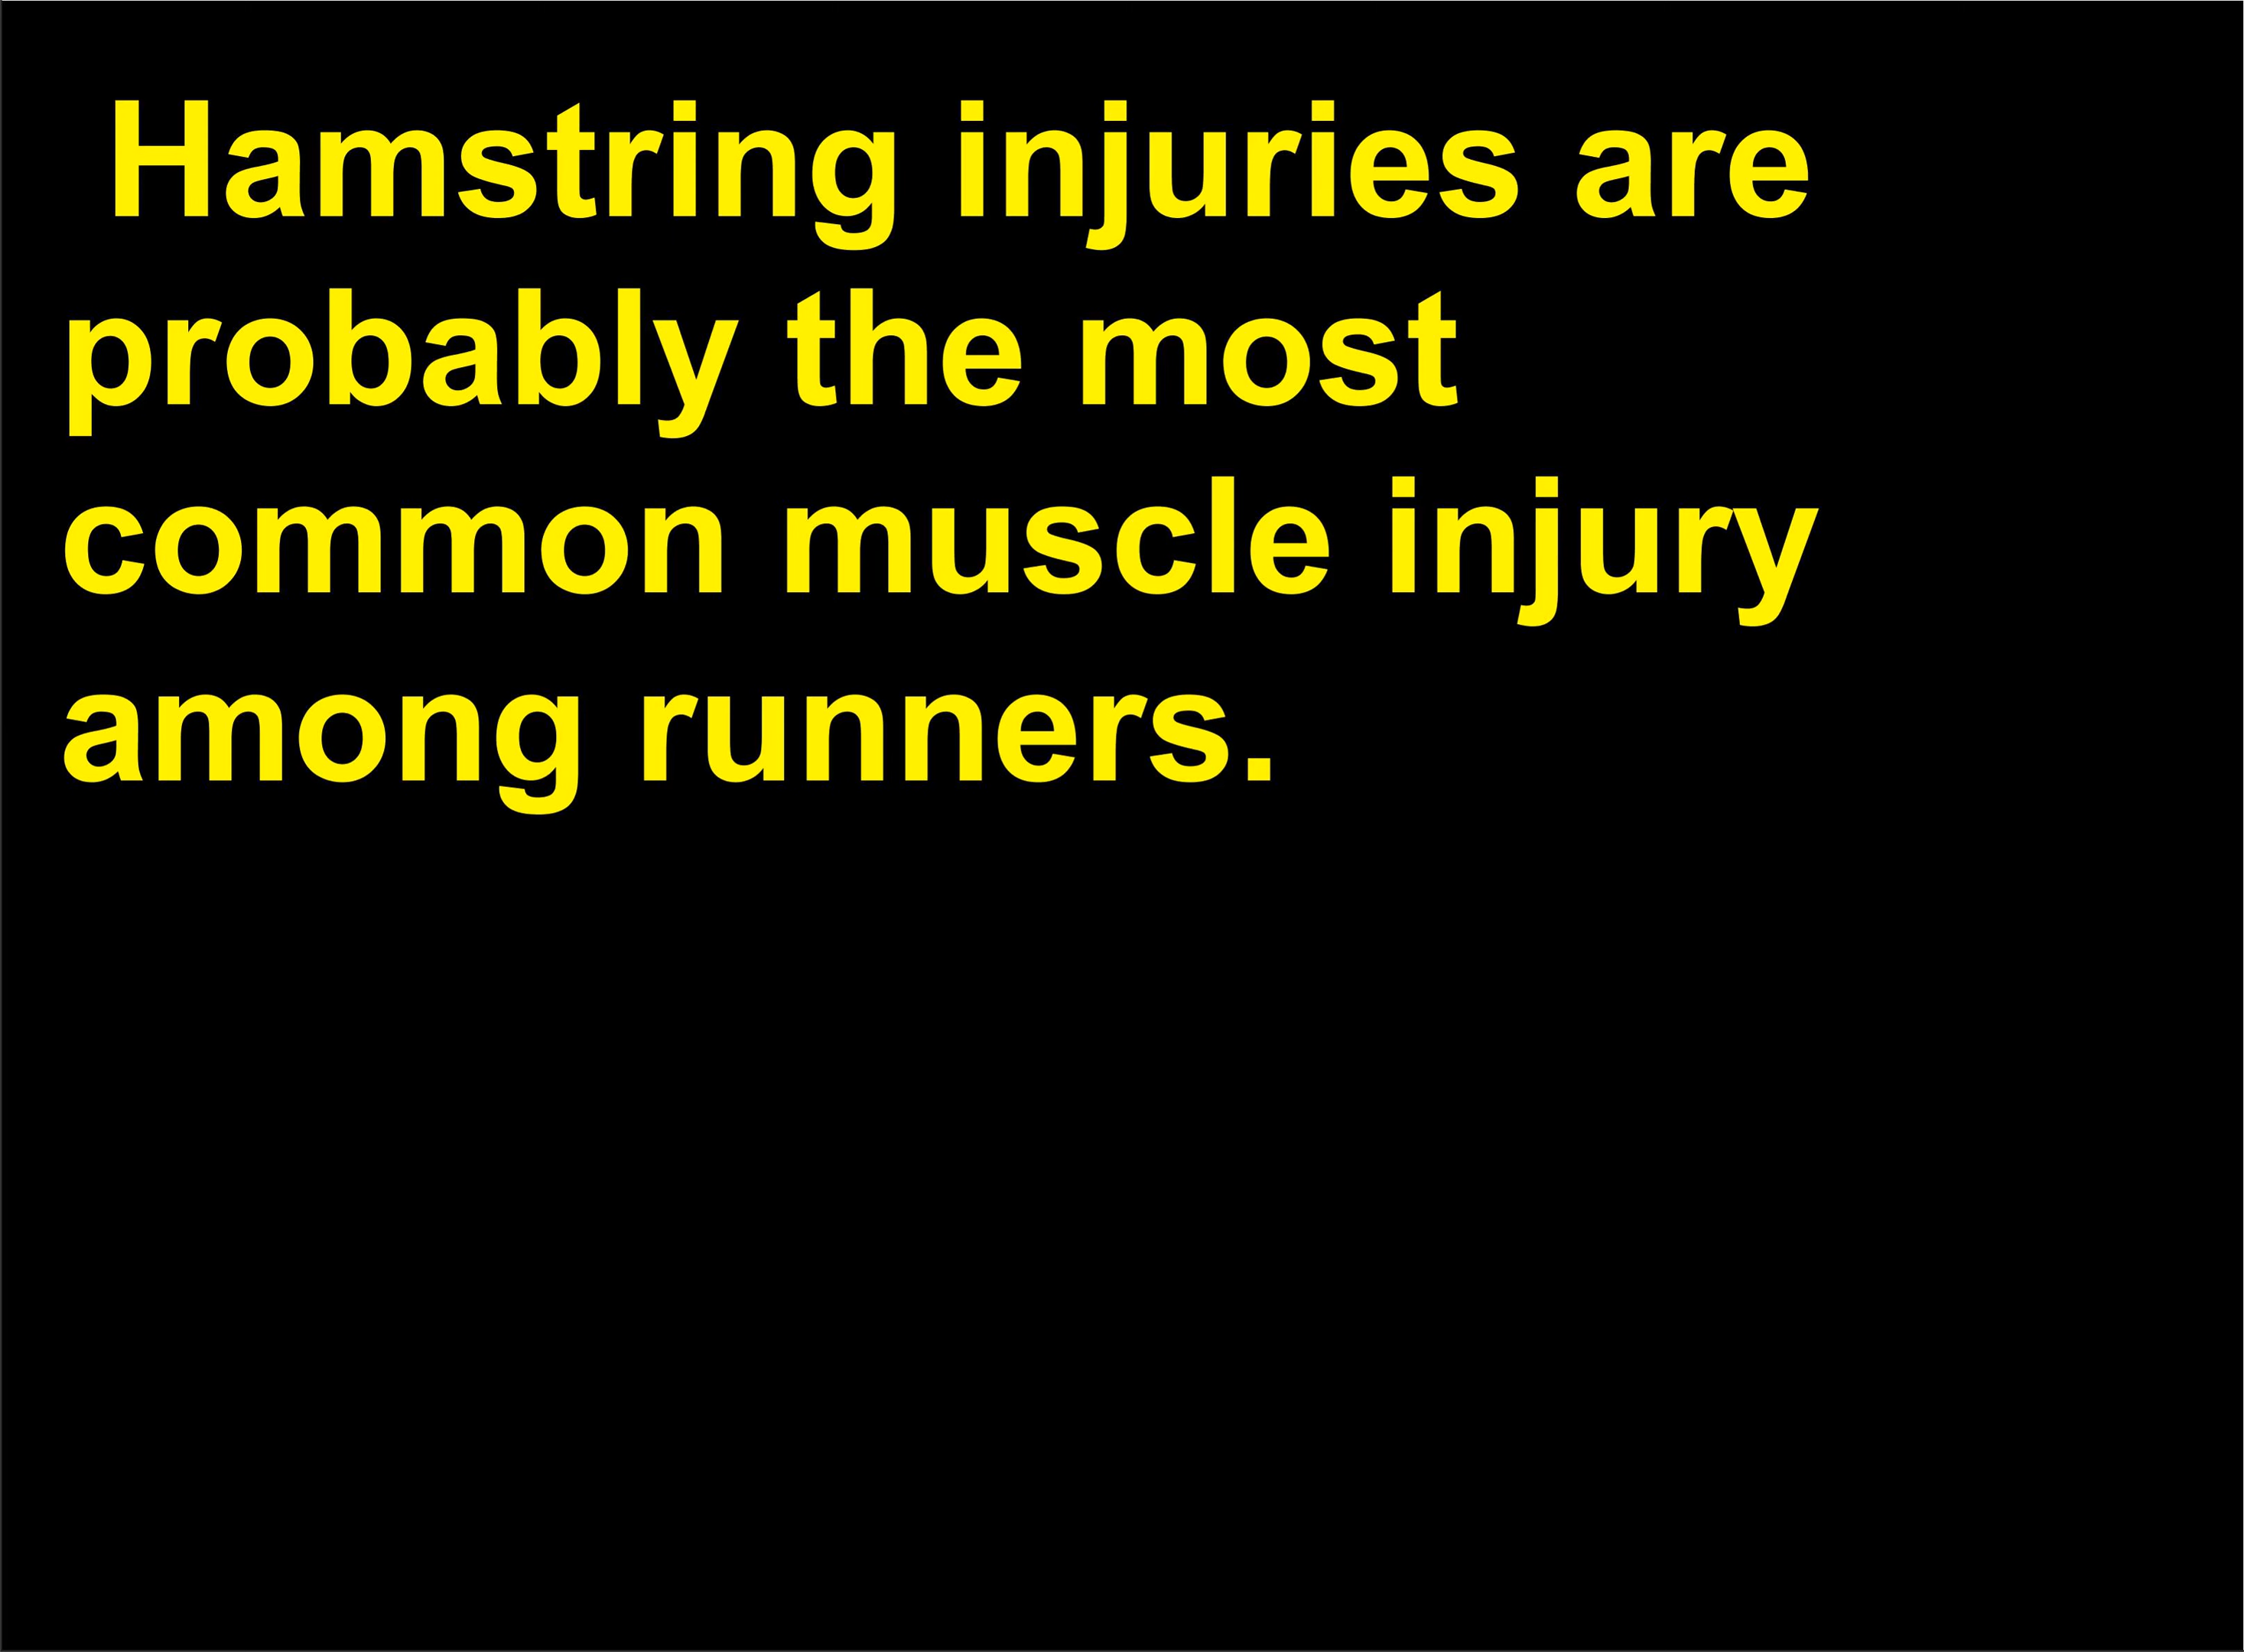 Hamstring injuries are
probably the most
common muscle injury
among runners.